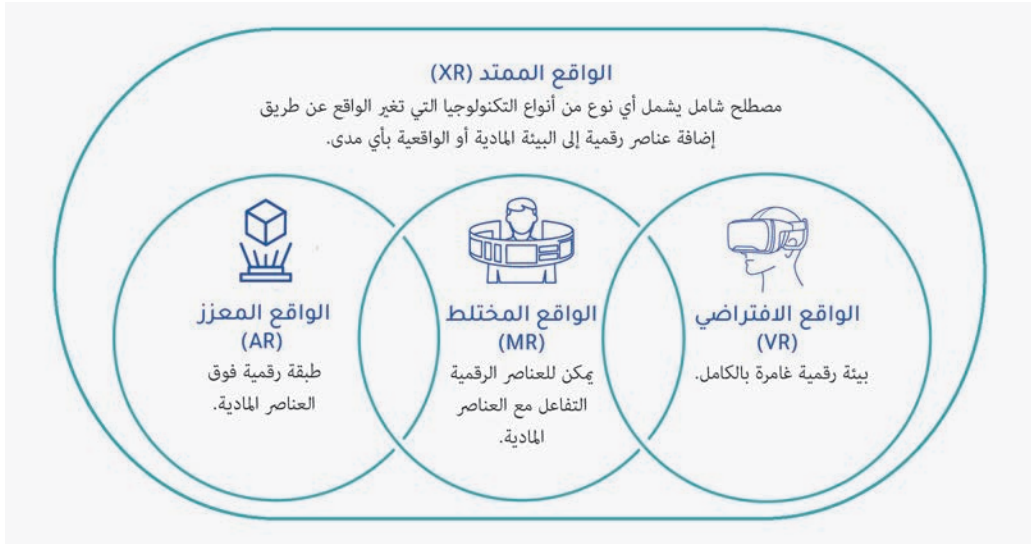 الواقع الممتد (XR)
مصطلح شامل يشمل أي نوع من أنواع التكنولوجيا التي تغير الواقع عن طريق
إضافة عناصر رقمية إلى البيئة المادية أو الواقعية بأي مدى.
الواقع الافتراضي
(VR)
بيئة رقمية غامرة بالكامل.
الواقع المختلط
(MR)
يمكن للعناصر الرقمية
التفاعل مع العناصر
المادية.
الواقع المعزز
(AR)
طبقة رقمية فوق
العناصر المادية.